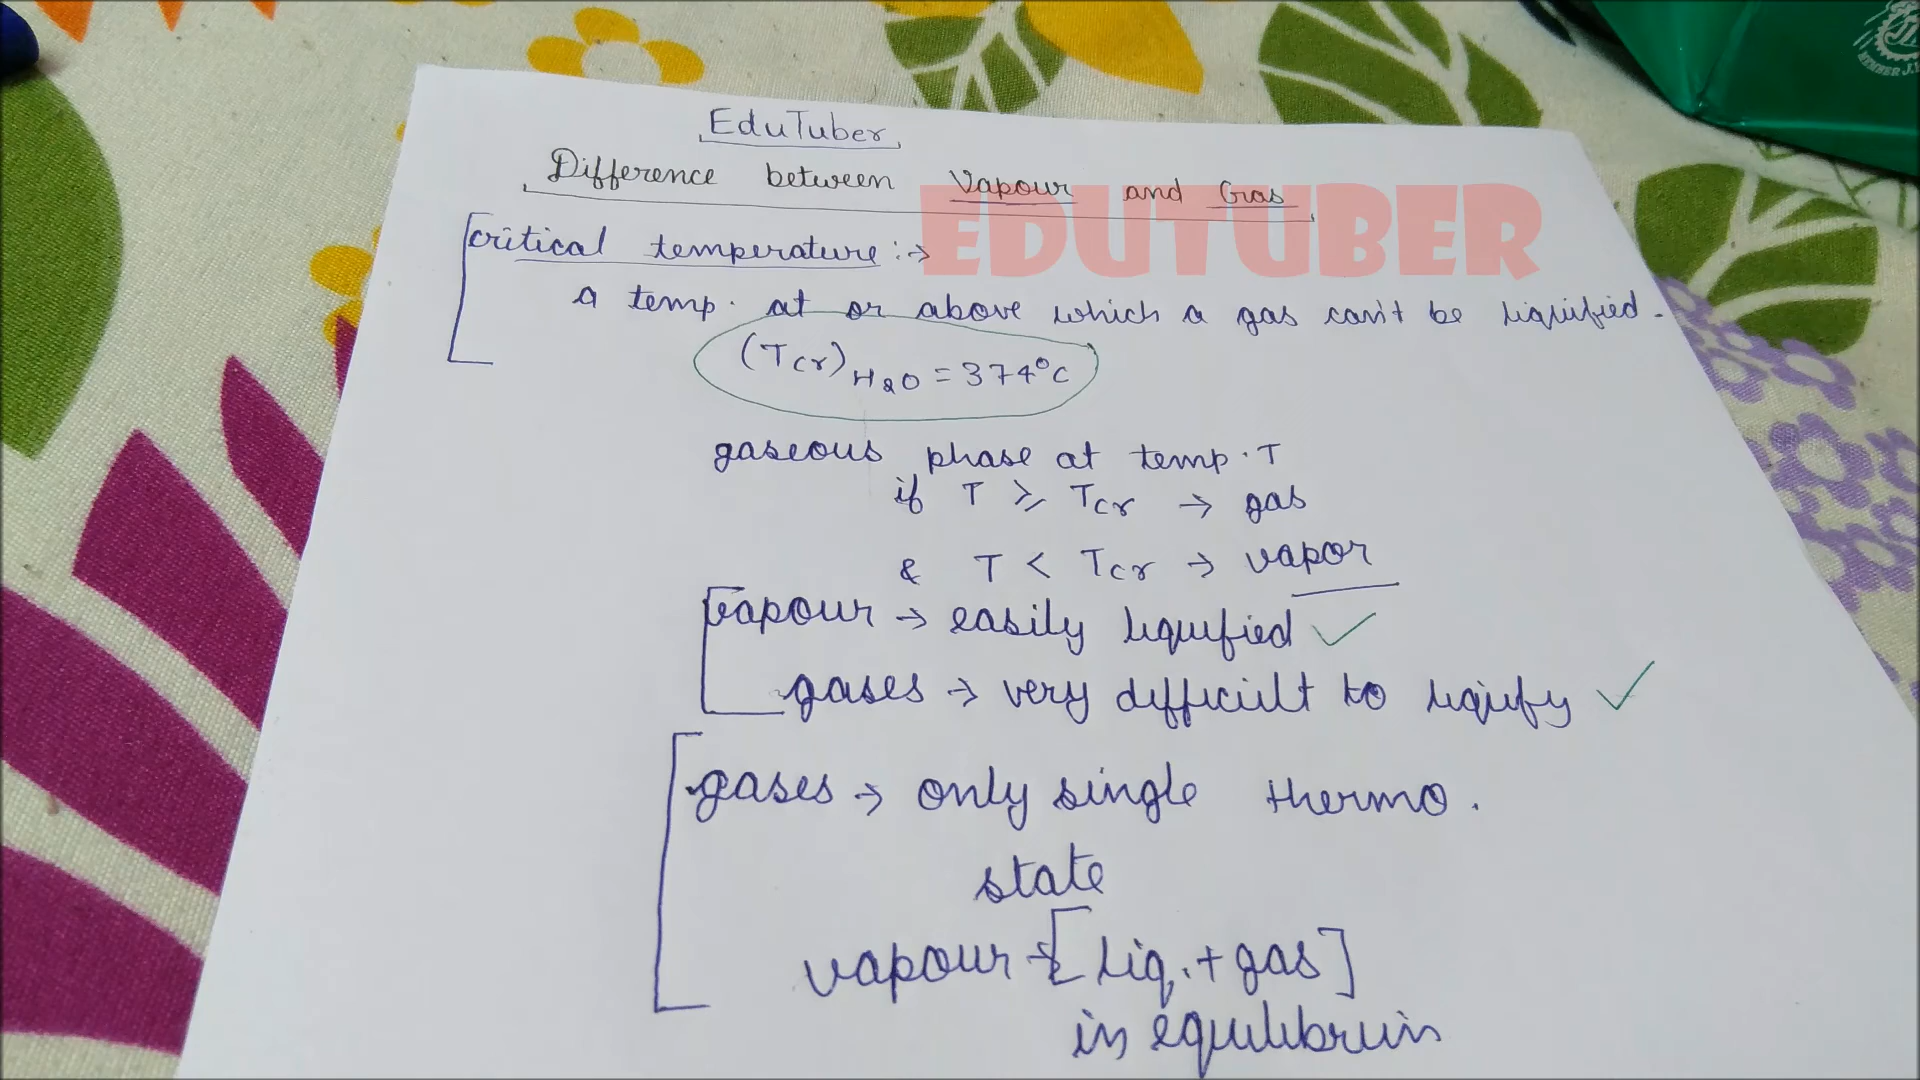 EduTuber
Difference between Vapour and Gas
EDUTUBER
critical temperature :→
a temp. at or above which a gas can't be liquified.
(Tcr) H2O = 374°C
gaseous phase at temp. T
if T ≥ Tcr → gas
& T < Tcr → vapor
vapour → easily liquified ✓
gases → very difficult to liquify ✓
gases → only single thermo.
state
vapour → [liq. + gas]
in equilibrium